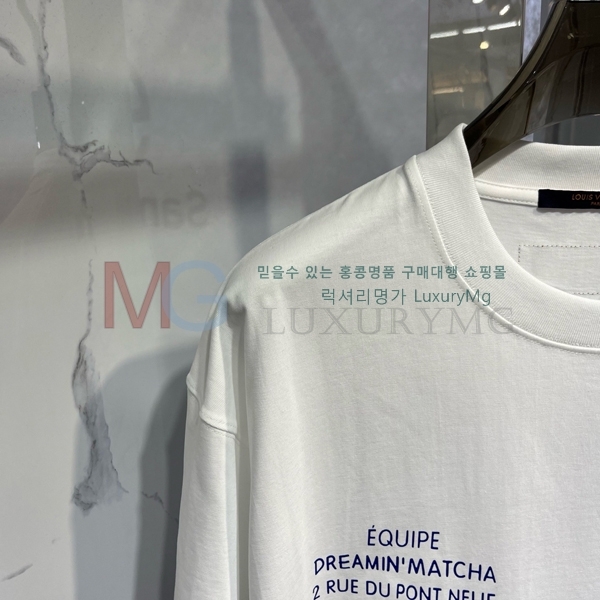 LOUIS V
믿을수 있는 홍콩명품 구매대행 쇼핑몰
럭셔리명가 LuxuryMg
MG LUXURYMG
ÉQUIPE
DREAMIN'MATCHA
2 RUE DU PONT NEUF